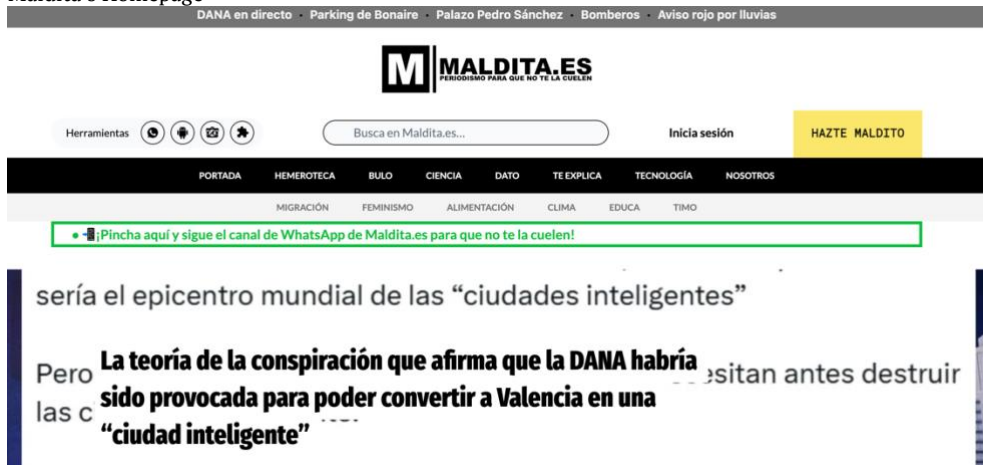 Maldita's Homepage
DANA en directo · Parking de Bonaire · Palazo Pedro Sánchez · Bomberos · Aviso rojo por lluvias
M MALDITA.ES
PERIODISMO PARA QUE NO TE LA CUELEN
Herramientas Busca en Maldita.es... Inicia sesión HAZTE MALDITO
PORTADA HEMEROTECA BULO CIENCIA DATO TE EXPLICA TECNOLOGÍA NOSOTROS
MIGRACIÓN FEMINISMO ALIMENTACIÓN CLIMA EDUCA TIMO
• ¡Pincha aquí y sigue el canal de WhatsApp de Maldita.es para que no te la cuelen!
sería el epicentro mundial de las “ciudades inteligentes”
Pero esitan antes destruir
las c
La teoría de la conspiración que afirma que la DANA habría
sido provocada para poder convertir a Valencia en una
“ciudad inteligente”